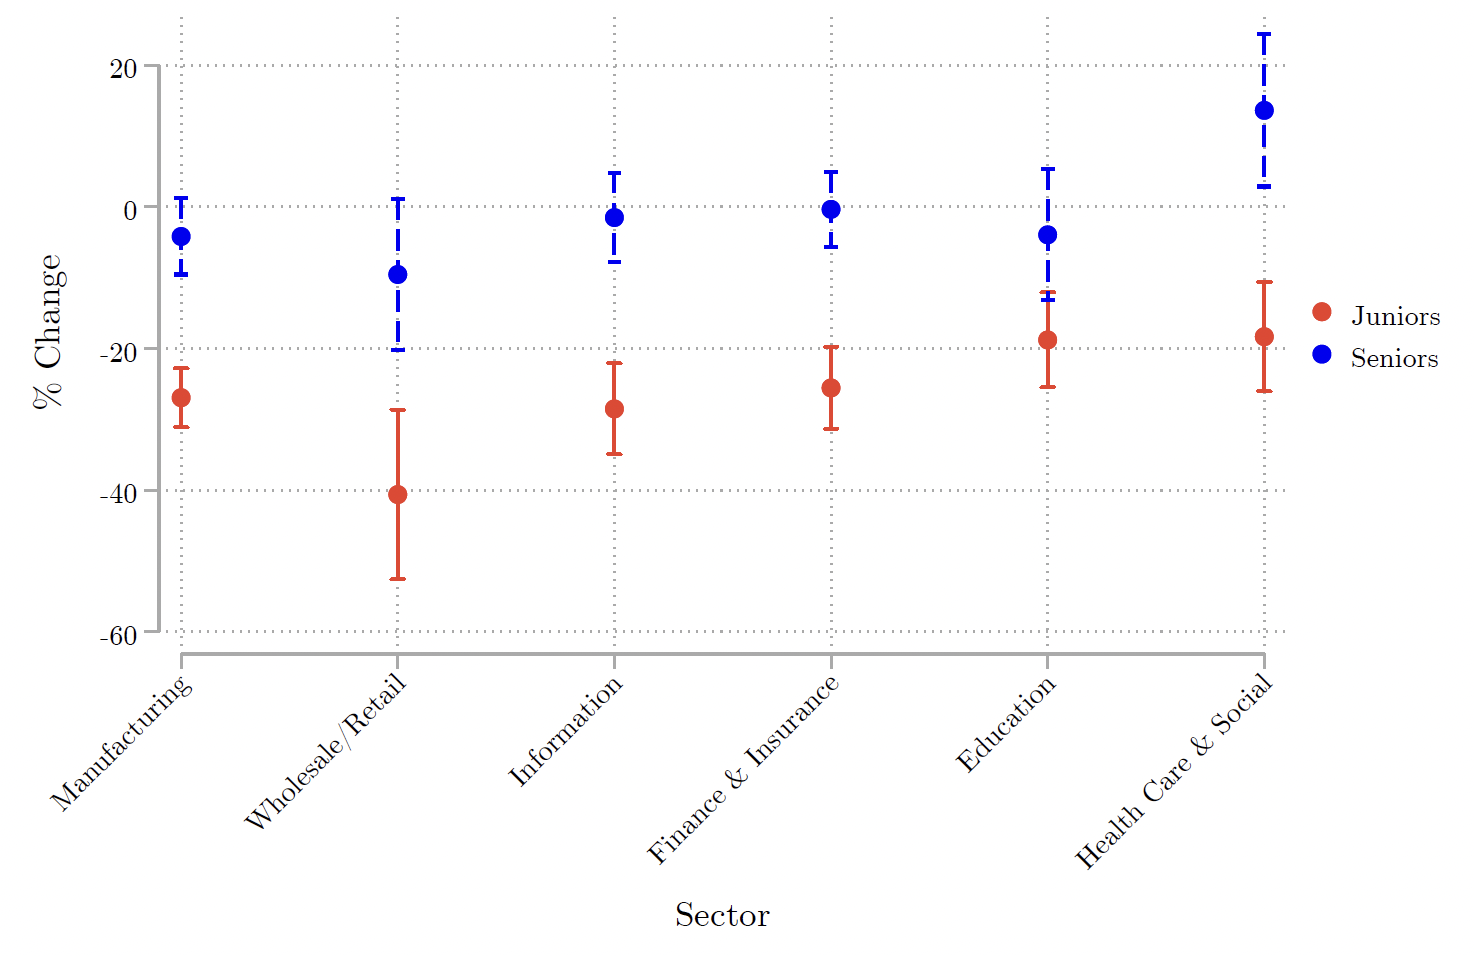 20
0
-20
-40
-60
% Change
Juniors
Seniors
Manufacturing
Wholesale/Retail
Information
Finance & Insurance
Education
Health Care & Social
Sector